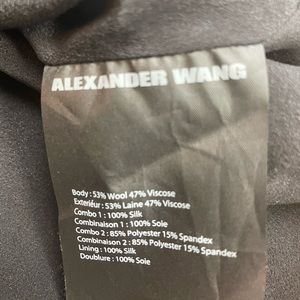 ALEXANDER WANG
Body : 53% Wool 47% Viscose
Exteriéur : 53% Laine 47% Viscose
Combo 1 : 100% Silk
Combinaison 1 : 100% Soie
Combo 2 : 85% Polyester 15% Spandex
Combinaison 2 : 85% Polyester 15% Spandex
Lining : 100% Silk
Doublure : 100% Soie